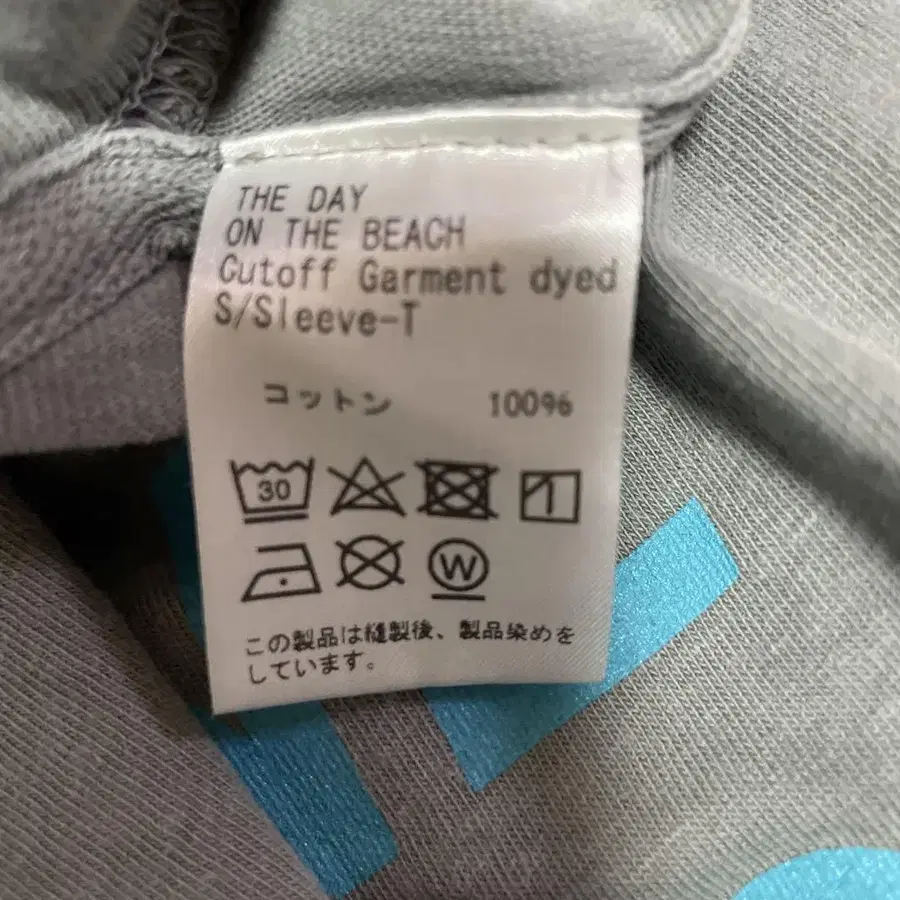 THE DAY
ON THE BEACH
Cutoff Garment dyed
S/Sleeve-T
コットン 100%
30
W
この製品は縫製後、製品染めを
しています。